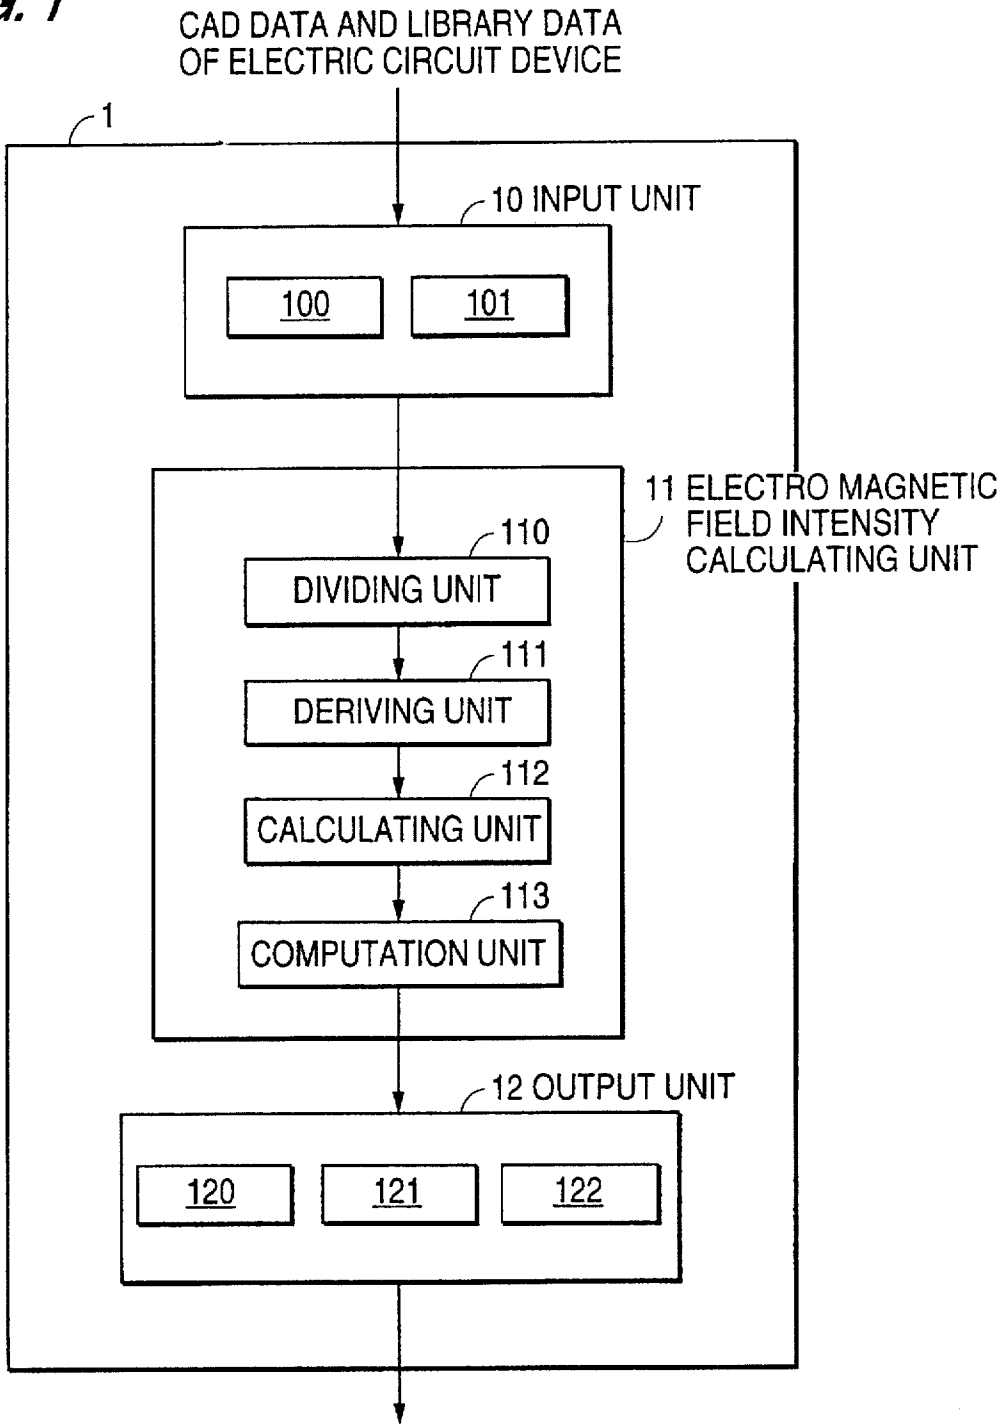 CAD DATA AND LIBRARY DATA
OF ELECTRIC CIRCUIT DEVICE
1
10 INPUT UNIT
100
101
11 ELECTRO MAGNETIC
FIELD INTENSITY
CALCULATING UNIT
110
DIVIDING UNIT
111
DERIVING UNIT
112
CALCULATING UNIT
113
COMPUTATION UNIT
12 OUTPUT UNIT
120
121
122